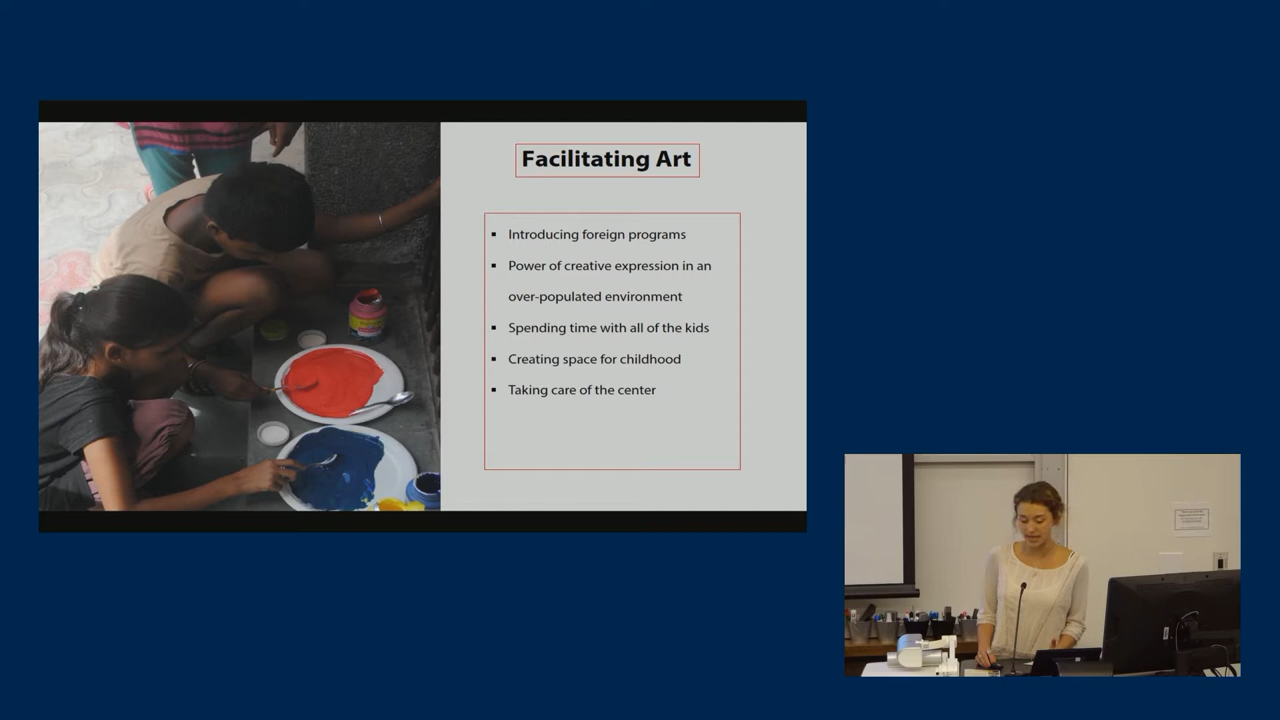 Facilitating Art
▪ Introducing foreign programs
▪ Power of creative expression in an
over-populated environment
▪ Spending time with all of the kids
▪ Creating space for childhood
▪ Taking care of the center